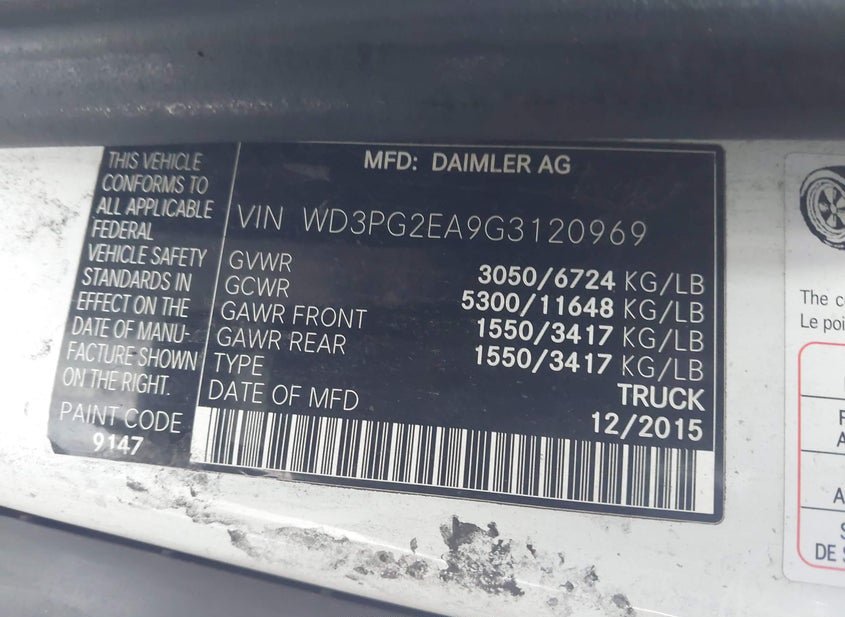 THIS VEHICLE
CONFORMS TO
ALL APPLICABLE
FEDERAL
VEHICLE SAFETY
STANDARDS IN
EFFECT ON THE
DATE OF MANU-
FACTURE SHOWN
ON THE RIGHT.
PAINT CODE
9147
MFD: DAIMLER AG
VIN WD3PG2EA9G3120969
GVWR 3050/6724 KG/LB
GCWR 5300/11648 KG/LB
GAWR FRONT 1550/3417 KG/LB
GAWR REAR 1550/3417 KG/LB
TYPE TRUCK
DATE OF MFD 12/2015
The
Le
DE